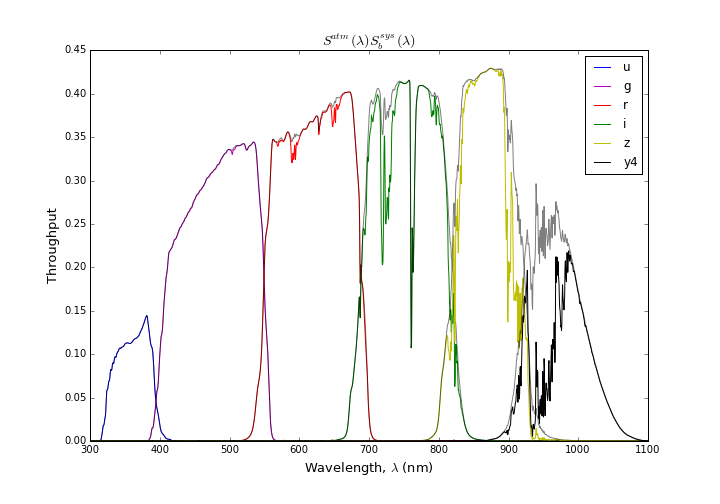 S^{atm}(λ)S_b^{sys}(λ)
0.45
0.40
0.35
0.30
0.25
0.20
0.15
0.10
0.05
0.00
Throughput
u
g
r
i
z
y4
300 400 500 600 700 800 900 1000 1100
Wavelength, λ (nm)